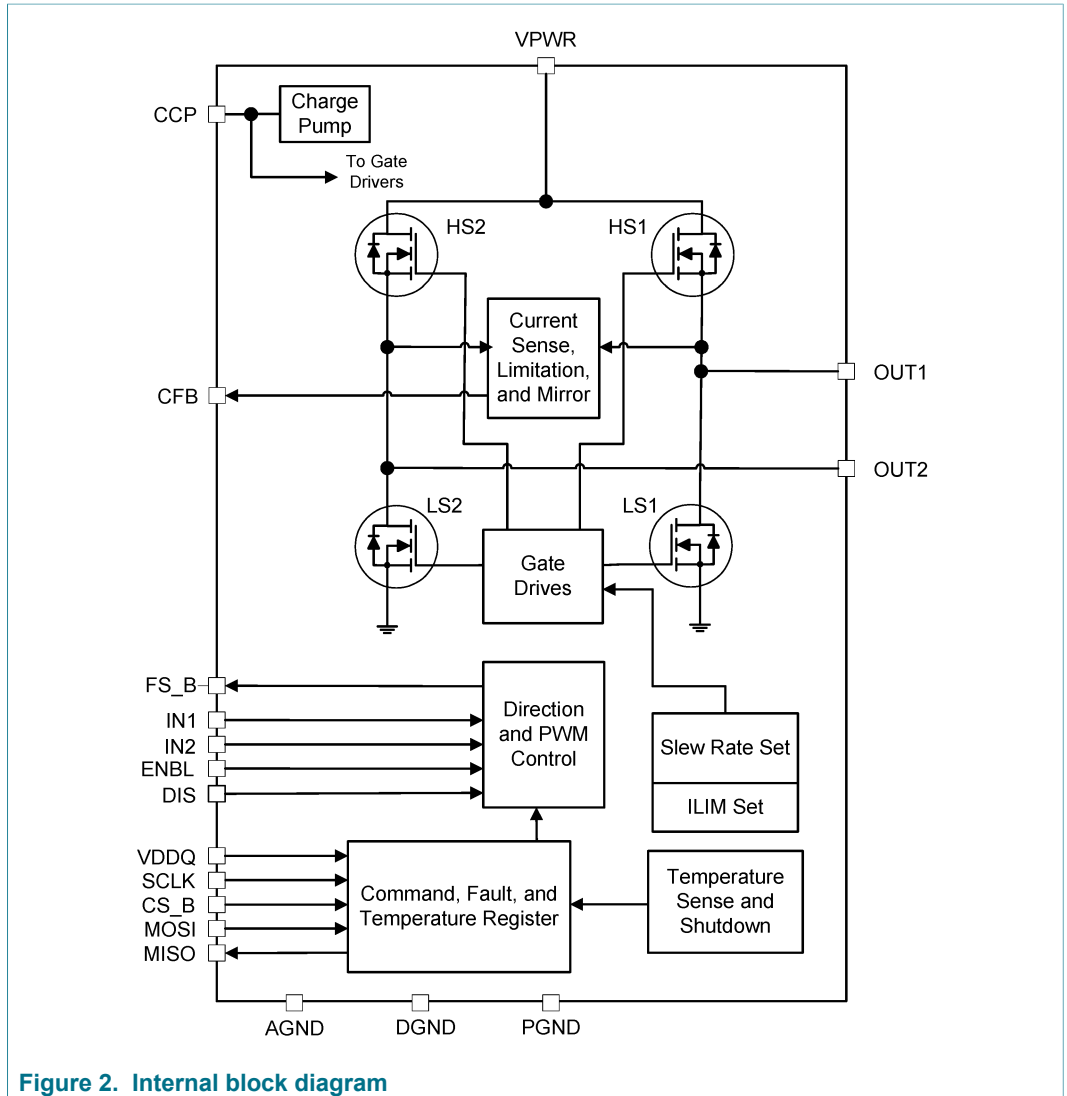 VPWR
CCP
Charge
Pump
To Gate
Drivers
HS2
HS1
Current
Sense,
Limitation,
and Mirror
OUT1
CFB
OUT2
LS2
LS1
Gate
Drives
FS_B
IN1
IN2
ENBL
DIS
Direction
and PWM
Control
Slew Rate Set
ILIM Set
VDDQ
SCLK
CS_B
MOSI
MISO
Command, Fault, and
Temperature Register
Temperature
Sense and
Shutdown
AGND
DGND
PGND
Figure 2. Internal block diagram